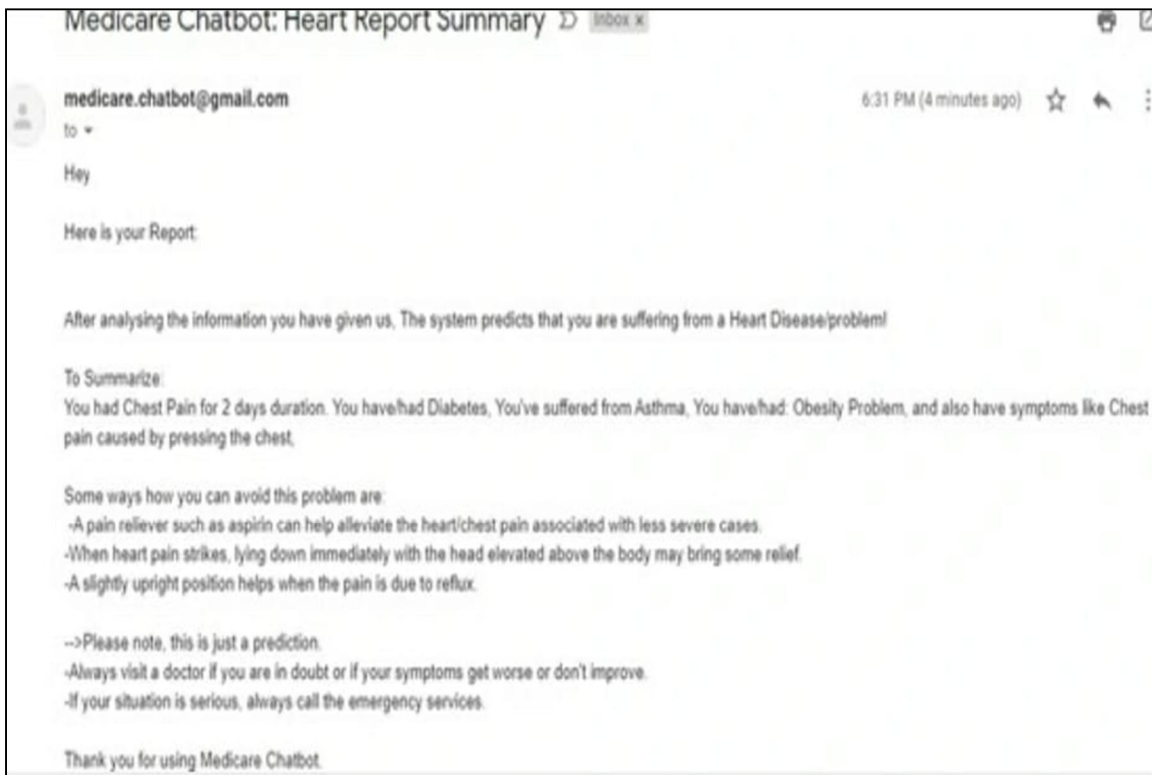 Medicare Chatbot: Heart Report Summary Inbox x
medicare.chatbot@gmail.com 6:31 PM (4 minutes ago)
to
Hey
Here is your Report:
After analysing the information you have given us, The system predicts that you are suffering from a Heart Disease/problem!
To Summarize:
You had Chest Pain for 2 days duration. You have/had Diabetes, You've suffered from Asthma, You have/had: Obesity Problem, and also have symptoms like Chest
pain caused by pressing the chest,
Some ways how you can avoid this problem are:
-A pain reliever such as aspirin can help alleviate the heart/chest pain associated with less severe cases.
-When heart pain strikes, lying down immediately with the head elevated above the body may bring some relief.
-A slightly upright position helps when the pain is due to reflux.
-->Please note, this is just a prediction.
-Always visit a doctor if you are in doubt or if your symptoms get worse or don't improve.
-If your situation is serious, always call the emergency services.
Thank you for using Medicare Chatbot.